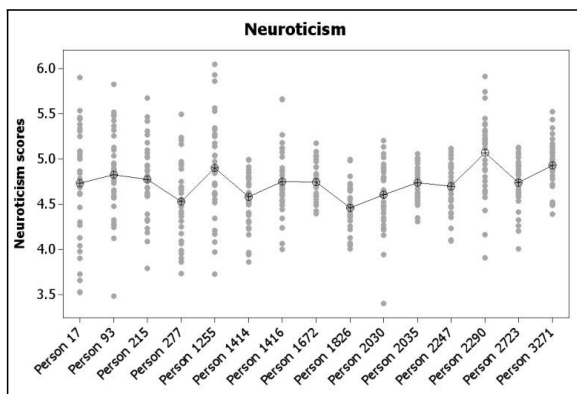 Neuroticism
Neuroticism scores
6.0
5.5
5.0
4.5
4.0
3.5
Person 17
Person 93
Person 215
Person 277
Person 1255
Person 1414
Person 1416
Person 1672
Person 1826
Person 2030
Person 2035
Person 2247
Person 2290
Person 2723
Person 3271